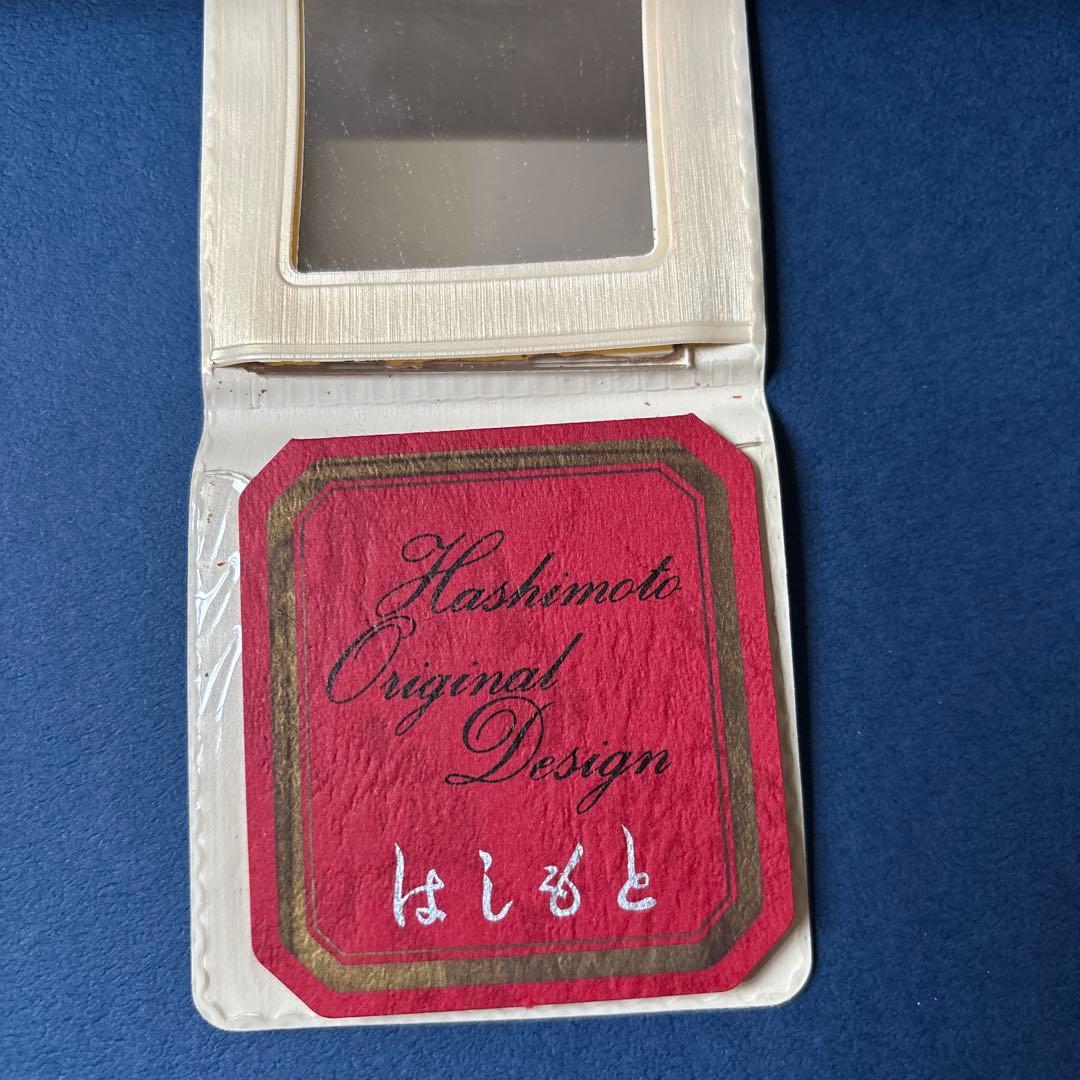 Hashimoto
Original
Design
はしもと